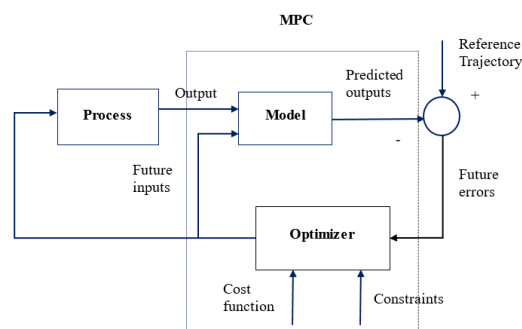 MPC
Reference
Trajectory
Output
Predicted
outputs
+
Process
Model
-
Future
inputs
Future
errors
Optimizer
Cost
function
Constraints